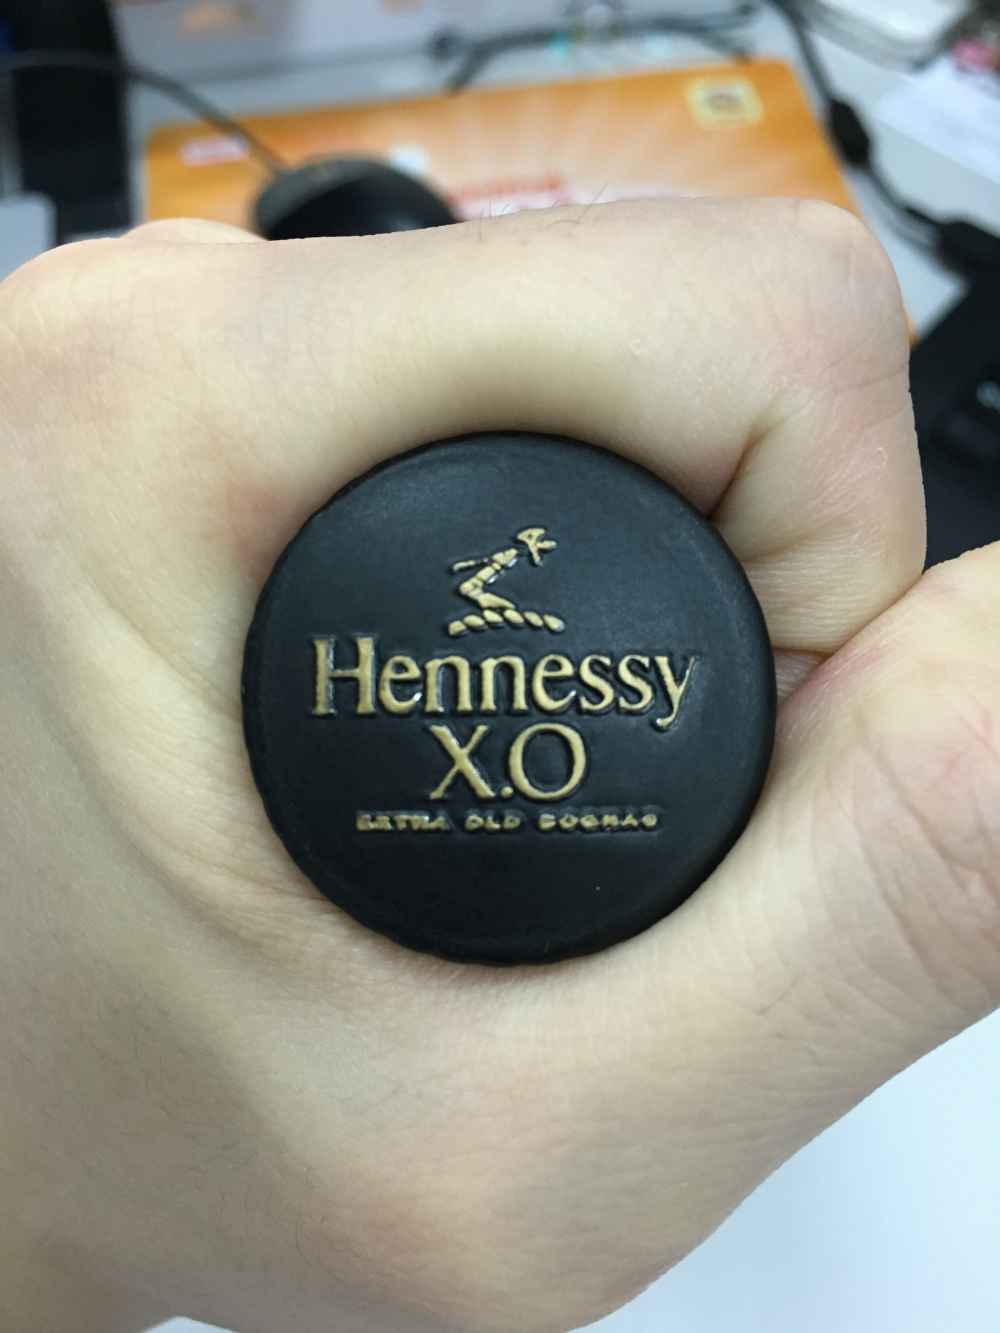 Hennessy
X.O
EXTRA OLD COGNAC